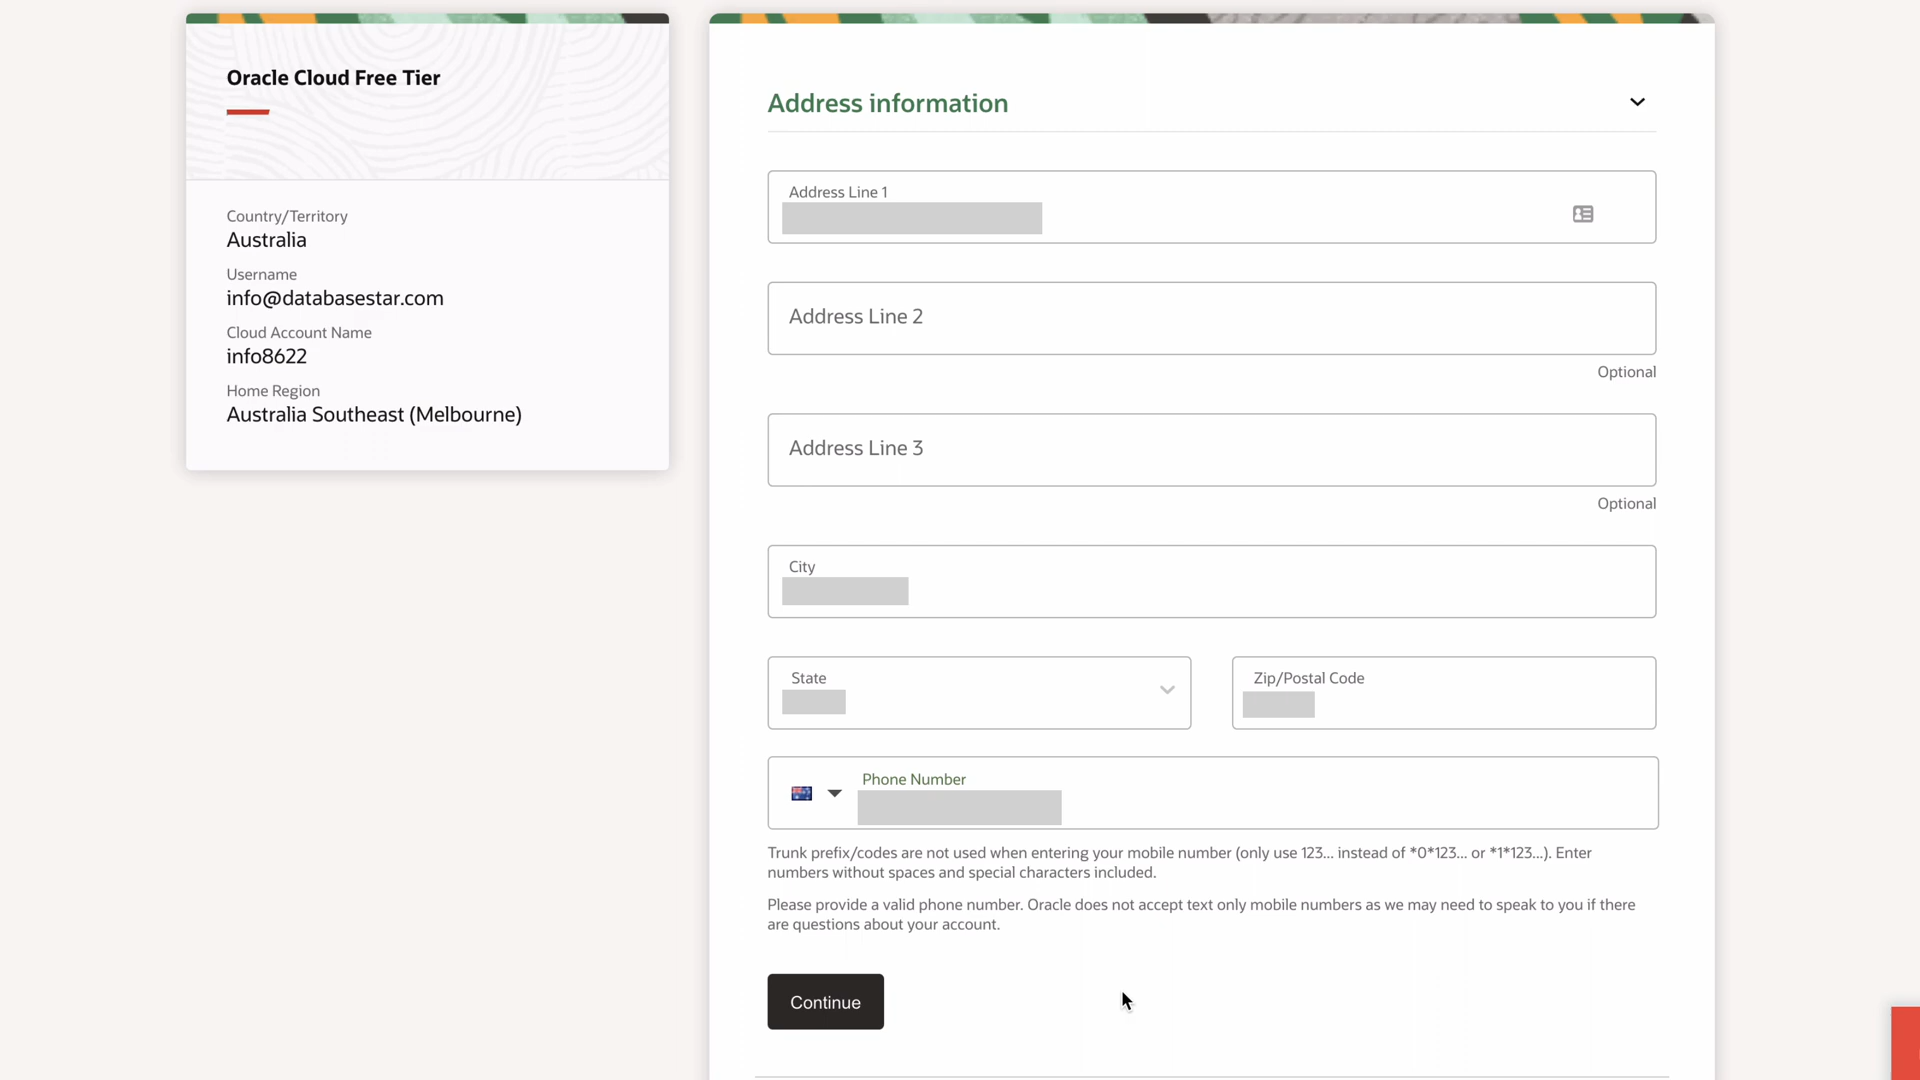 Oracle Cloud Free Tier
Country/Territory
Australia
Username
info@databasestar.com
Cloud Account Name
info8622
Home Region
Australia Southeast (Melbourne)
Address information
Address Line 1
Address Line 2
Optional
Address Line 3
Optional
City
State
Zip/Postal Code
Phone Number
Trunk prefix/codes are not used when entering your mobile number (only use 123... instead of *0*123... or *1*123...). Enter
numbers without spaces and special characters included.
Please provide a valid phone number. Oracle does not accept text only mobile numbers as we may need to speak to you if there
are questions about your account.
Continue